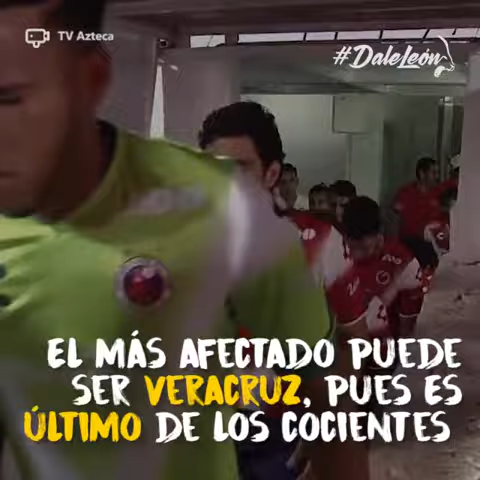 TV Azteca
#DaleLeón
EL MÁS AFECTADO PUEDE
SER VERACRUZ, PUES ES
ÚLTIMO DE LOS COCIENTES